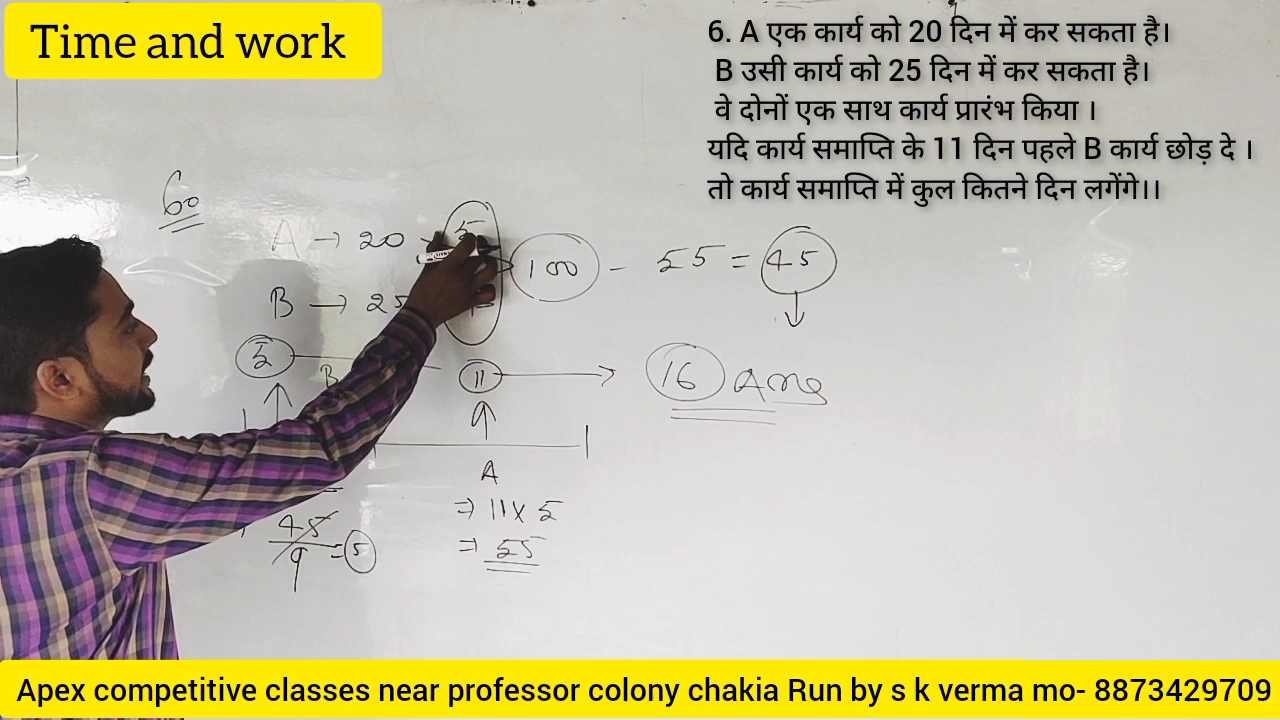 Time and work
6. A एक कार्य को 20 दिन में कर सकता है।
B उसी कार्य को 25 दिन में कर सकता है।
वे दोनों एक साथ कार्य प्रारंभ किया ।
यदि कार्य समाप्ति के 11 दिन पहले B कार्य छोड़ दे ।
तो कार्य समाप्ति में कुल कितने दिन लगेंगे।।
60
A → 20 5
100 - 55 = 45
B → 25
5 B 11 → 16 Ans
A
⇒ 11 x 5
45/9 = 5
⇒ 55
Apex competitive classes near professor colony chakia Run by s k verma mo- 8873429709